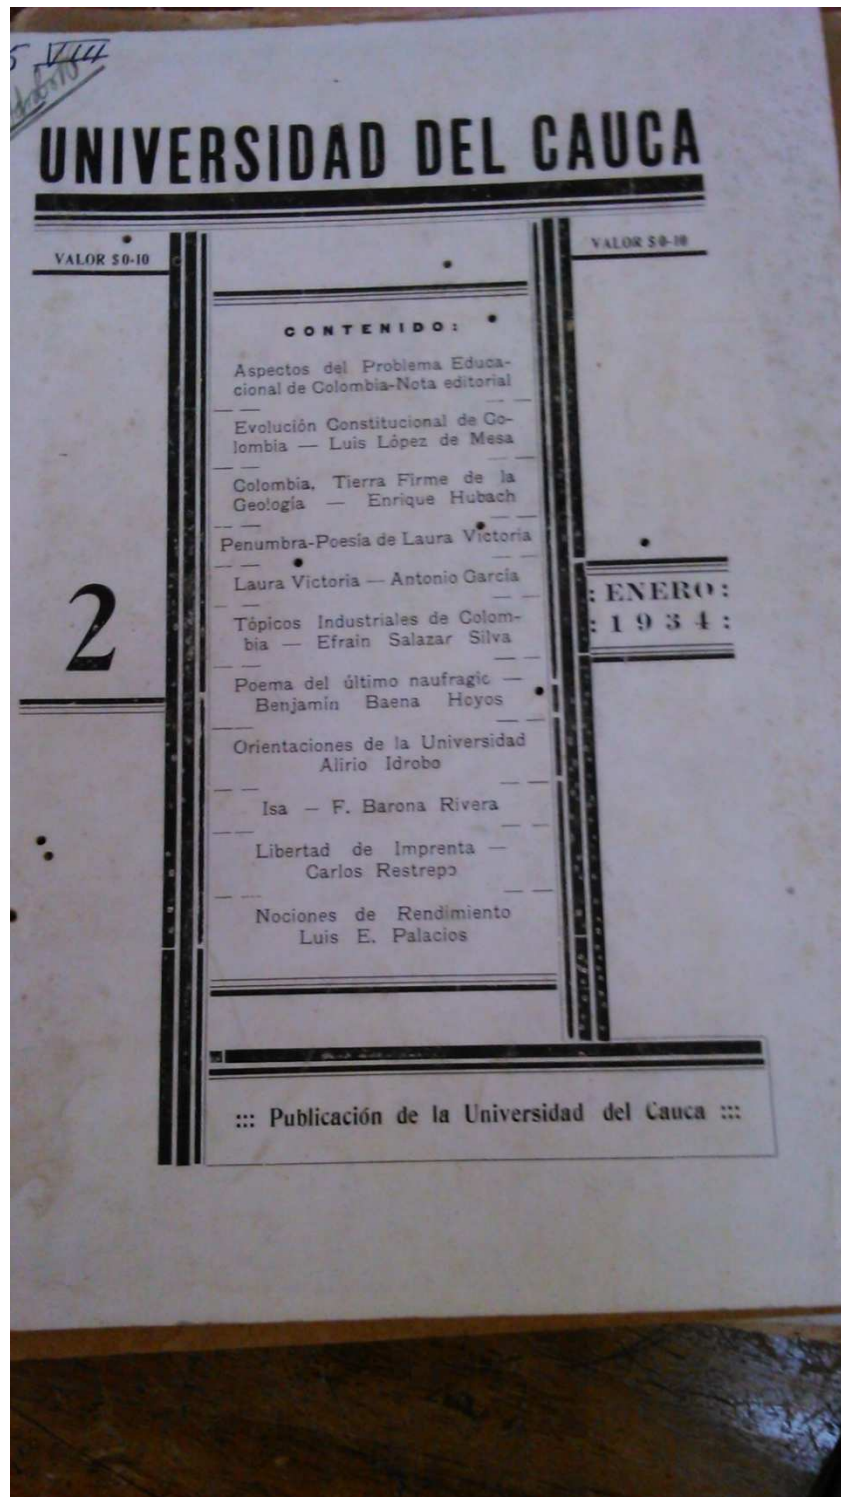 VIII
UNIVERSIDAD DEL CAUCA
VALOR $ 0-10
VALOR $ 0-10
CONTENIDO:
Aspectos del Problema Educa-
cional de Colombia-Nota editorial
Evolución Constitucional de Co-
lombia — Luis López de Mesa
Colombia, Tierra Firme de la
Geología — Enrique Hubach
Penumbra-Poesía de Laura Victoria
Laura Victoria — Antonio García
Tópicos Industriales de Colom-
bia — Efrain Salazar Silva
Poema del último naufragio —
Benjamín Baena Hoyos
Orientaciones de la Universidad
Alirio Idrobo
Isa — F. Barona Rivera
Libertad de Imprenta —
Carlos Restrepo
Nociones de Rendimiento
Luis E. Palacios
2
: ENERO :
: 1934 :
::: Publicación de la Universidad del Cauca :::